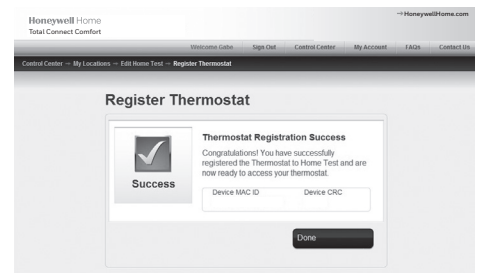 →HoneywellHome.com
Honeywell Home
Total Connect Comfort
Welcome Gabe Sign Out Control Center My Account FAQs Contact Us
Control Center → My Locations → Edit Home Test → Register Thermostat
Register Thermostat
Success
Thermostat Registration Success
Congratulations! You have successfully
registered the Thermostat to Home Test and are
now ready to access your thermostat.
Device MAC ID Device CRC
Done